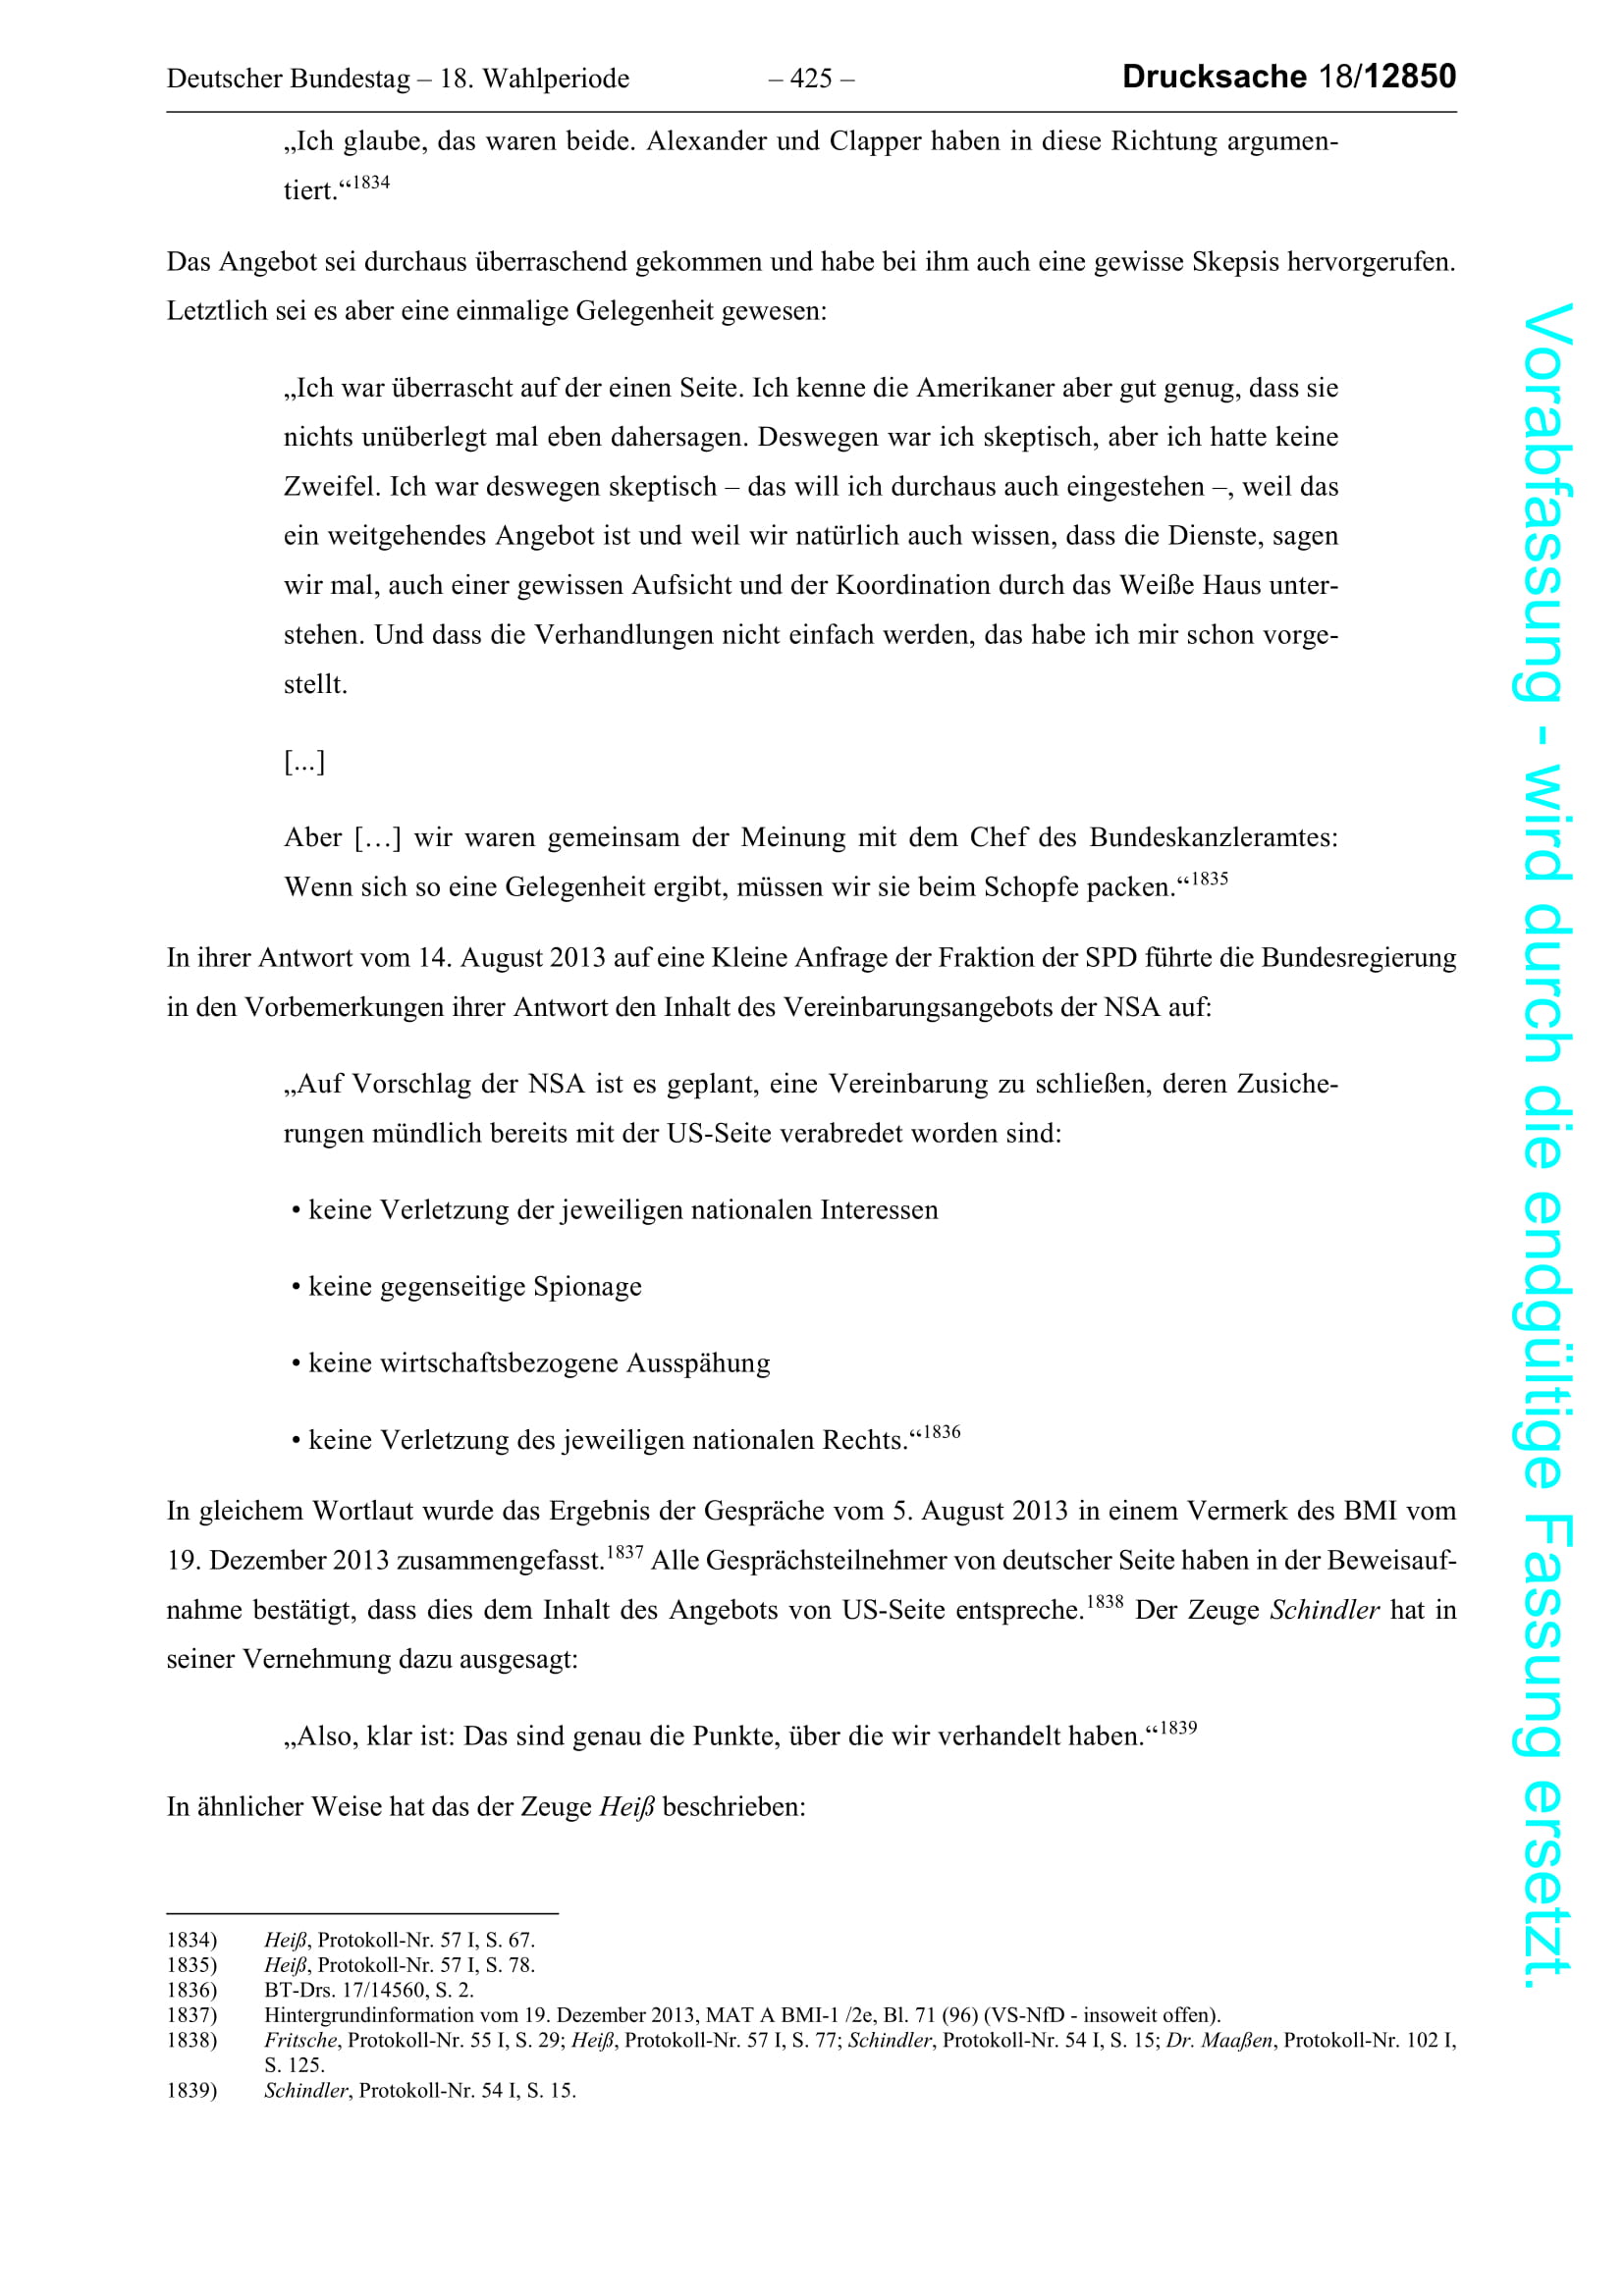 Deutscher Bundestag – 18. Wahlperiode – 425 – Drucksache 18/12850
„Ich glaube, das waren beide. Alexander und Clapper haben in diese Richtung argumen-
tiert.“1834
Das Angebot sei durchaus überraschend gekommen und habe bei ihm auch eine gewisse Skepsis hervorgerufen.
Letztlich sei es aber eine einmalige Gelegenheit gewesen:
„Ich war überrascht auf der einen Seite. Ich kenne die Amerikaner aber gut genug, dass sie
nichts unüberlegt mal eben dahersagen. Deswegen war ich skeptisch, aber ich hatte keine
Zweifel. Ich war deswegen skeptisch – das will ich durchaus auch eingestehen –, weil das
ein weitgehendes Angebot ist und weil wir natürlich auch wissen, dass die Dienste, sagen
wir mal, auch einer gewissen Aufsicht und der Koordination durch das Weiße Haus unter-
stehen. Und dass die Verhandlungen nicht einfach werden, das habe ich mir schon vorge-
stellt.
[...]
Aber […] wir waren gemeinsam der Meinung mit dem Chef des Bundeskanzleramtes:
Wenn sich so eine Gelegenheit ergibt, müssen wir sie beim Schopfe packen.“1835
In ihrer Antwort vom 14. August 2013 auf eine Kleine Anfrage der Fraktion der SPD führte die Bundesregierung
in den Vorbemerkungen ihrer Antwort den Inhalt des Vereinbarungsangebots der NSA auf:
„Auf Vorschlag der NSA ist es geplant, eine Vereinbarung zu schließen, deren Zusiche-
rungen mündlich bereits mit der US-Seite verabredet worden sind:
• keine Verletzung der jeweiligen nationalen Interessen
• keine gegenseitige Spionage
• keine wirtschaftsbezogene Ausspähung
• keine Verletzung des jeweiligen nationalen Rechts.“1836
In gleichem Wortlaut wurde das Ergebnis der Gespräche vom 5. August 2013 in einem Vermerk des BMI vom
19. Dezember 2013 zusammengefasst.1837 Alle Gesprächsteilnehmer von deutscher Seite haben in der Beweisauf-
nahme bestätigt, dass dies dem Inhalt des Angebots von US-Seite entspreche.1838 Der Zeuge Schindler hat in
seiner Vernehmung dazu ausgesagt:
„Also, klar ist: Das sind genau die Punkte, über die wir verhandelt haben.“1839
In ähnlicher Weise hat das der Zeuge Heiß beschrieben:
1834) Heiß, Protokoll-Nr. 57 I, S. 67.
1835) Heiß, Protokoll-Nr. 57 I, S. 78.
1836) BT-Drs. 17/14560, S. 2.
1837) Hintergrundinformation vom 19. Dezember 2013, MAT A BMI-1 /2e, Bl. 71 (96) (VS-NfD - insoweit offen).
1838) Fritsche, Protokoll-Nr. 55 I, S. 29; Heiß, Protokoll-Nr. 57 I, S. 77; Schindler, Protokoll-Nr. 54 I, S. 15; Dr. Maaßen, Protokoll-Nr. 102 I,
S. 125.
1839) Schindler, Protokoll-Nr. 54 I, S. 15.
Vorabfassung - wird durch die endgültige Fassung ersetzt.